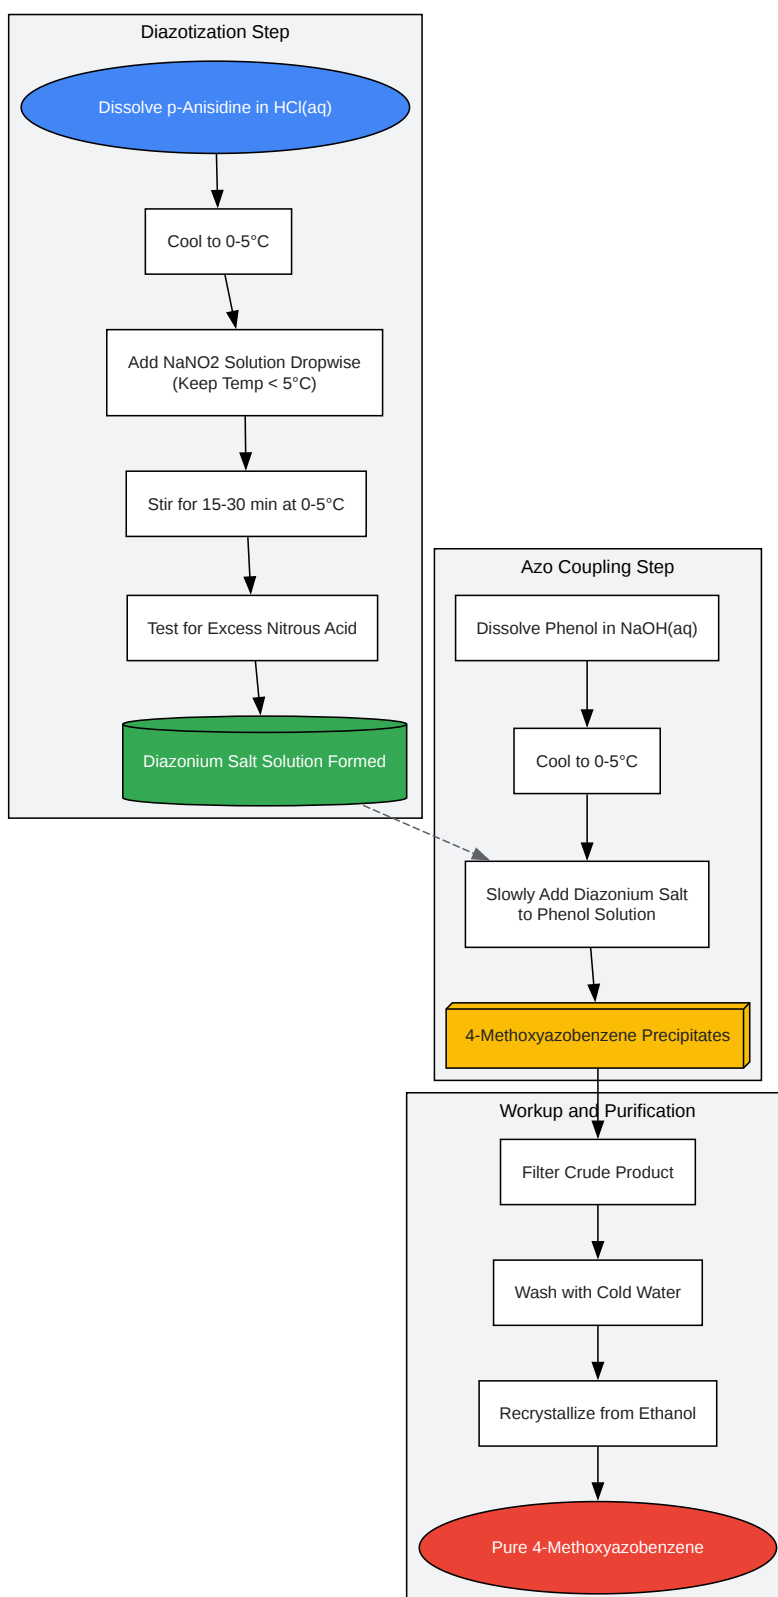 Diazotization Step
Dissolve p-Anisidine in HCl(aq)
Cool to 0-5°C
Add NaNO2 Solution Dropwise
(Keep Temp < 5°C)
Stir for 15-30 min at 0-5°C
Test for Excess Nitrous Acid
Diazonium Salt Solution Formed
Azo Coupling Step
Dissolve Phenol in NaOH(aq)
Cool to 0-5°C
Slowly Add Diazonium Salt
to Phenol Solution
4-Methoxyazobenzene Precipitates
Workup and Purification
Filter Crude Product
Wash with Cold Water
Recrystallize from Ethanol
Pure 4-Methoxyazobenzene